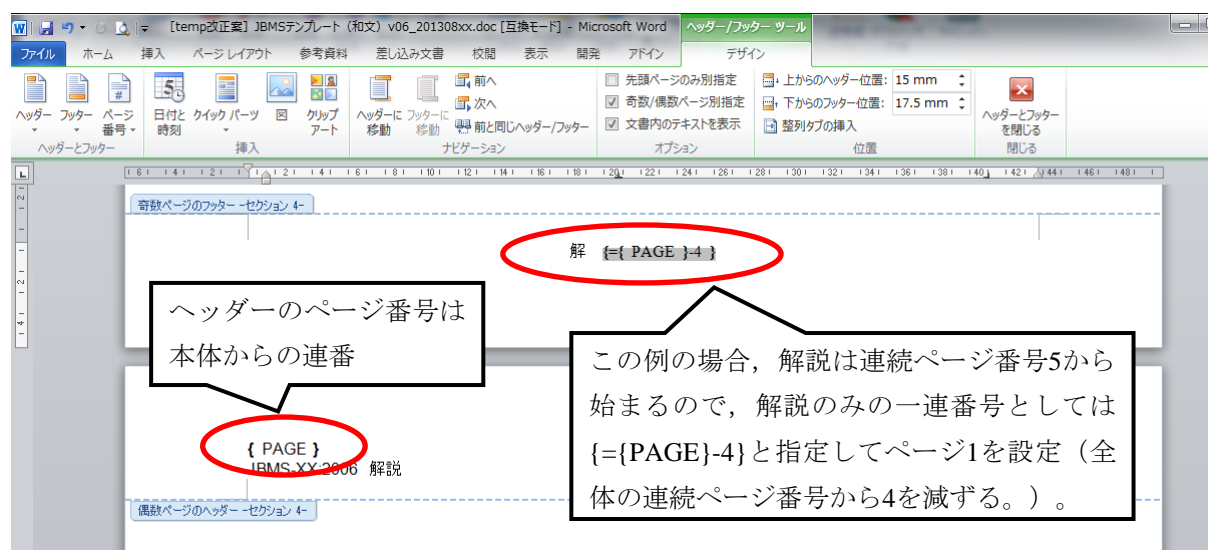 [temp改正案] JBMSテンプレート（和文）v06_201308xx.doc [互換モード] - Microsoft Word
ヘッダー/フッター ツール
ファイル ホーム 挿入 ページ レイアウト 参考資料 差し込み文書 校閲 表示 開発 アドイン デザイン
ヘッダー フッター ページ番号 日付と時刻 クイック パーツ 図 クリップアート ヘッダーに移動 フッターに移動
前へ
次へ
前と同じヘッダー/フッター
先頭ページのみ別指定
奇数/偶数ページ別指定
文書内のテキストを表示
上からのヘッダー位置: 15 mm
下からのフッター位置: 17.5 mm
整列タブの挿入
ヘッダーとフッターを閉じる
ヘッダーとフッター 挿入 ナビゲーション オプション 位置 閉じる
奇数ページのフッター -セクション 4-
解 {={ PAGE }-4 }
ヘッダーのページ番号は
本体からの連番
この例の場合，解説は連続ページ番号5から
始まるので，解説のみの一連番号としては
{={PAGE}-4}と指定してページ1を設定（全
体の連続ページ番号から4を減ずる。）。
{ PAGE }
JBMS-XX:2006 解説
偶数ページのヘッダー -セクション 4-